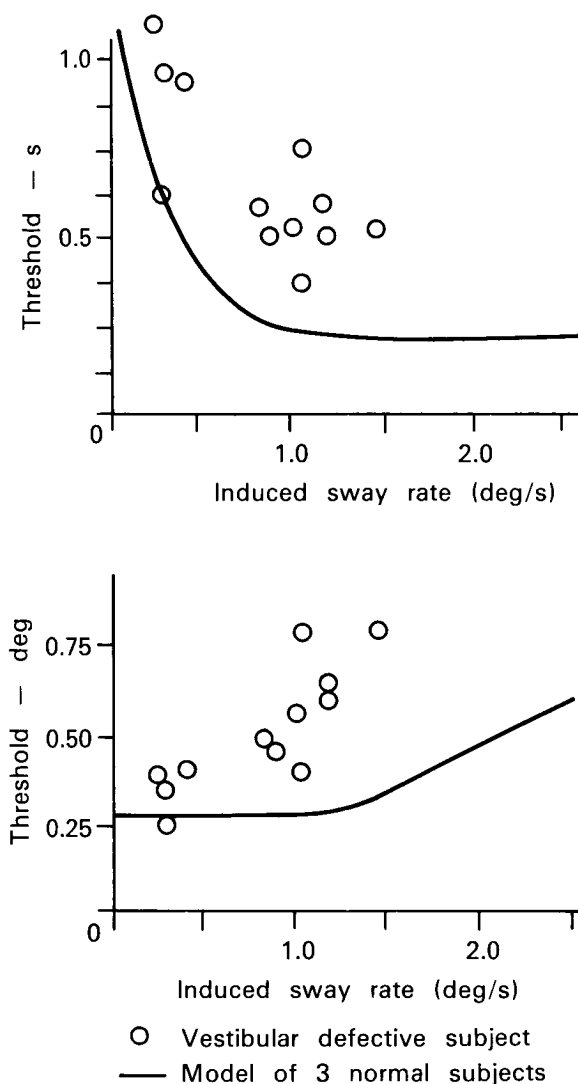 1.0
Threshold — s
0.5
0
1.0
2.0
Induced sway rate (deg/s)
0.75
Threshold — deg
0.50
0.25
0
1.0
2.0
Induced sway rate (deg/s)
Vestibular defective subject
Model of 3 normal subjects